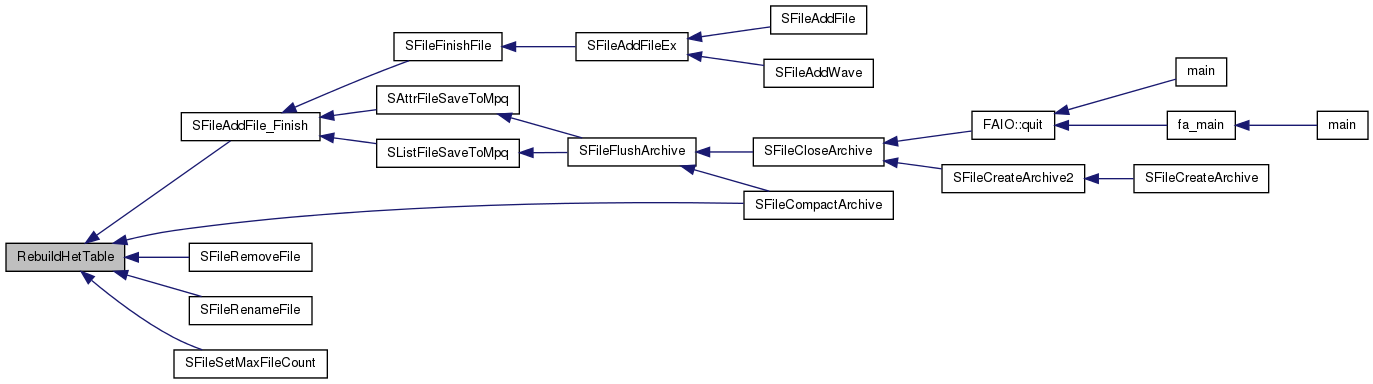 SFileAddFile
SFileFinishFile
SFileAddFileEx
SFileAddWave
main
SAttrFileSaveToMpq
SFileAddFile_Finish
FAIO::quit
fa_main
main
SListFileSaveToMpq
SFileFlushArchive
SFileCloseArchive
SFileCreateArchive2
SFileCreateArchive
SFileCompactArchive
RebuildHetTable
SFileRemoveFile
SFileRenameFile
SFileSetMaxFileCount